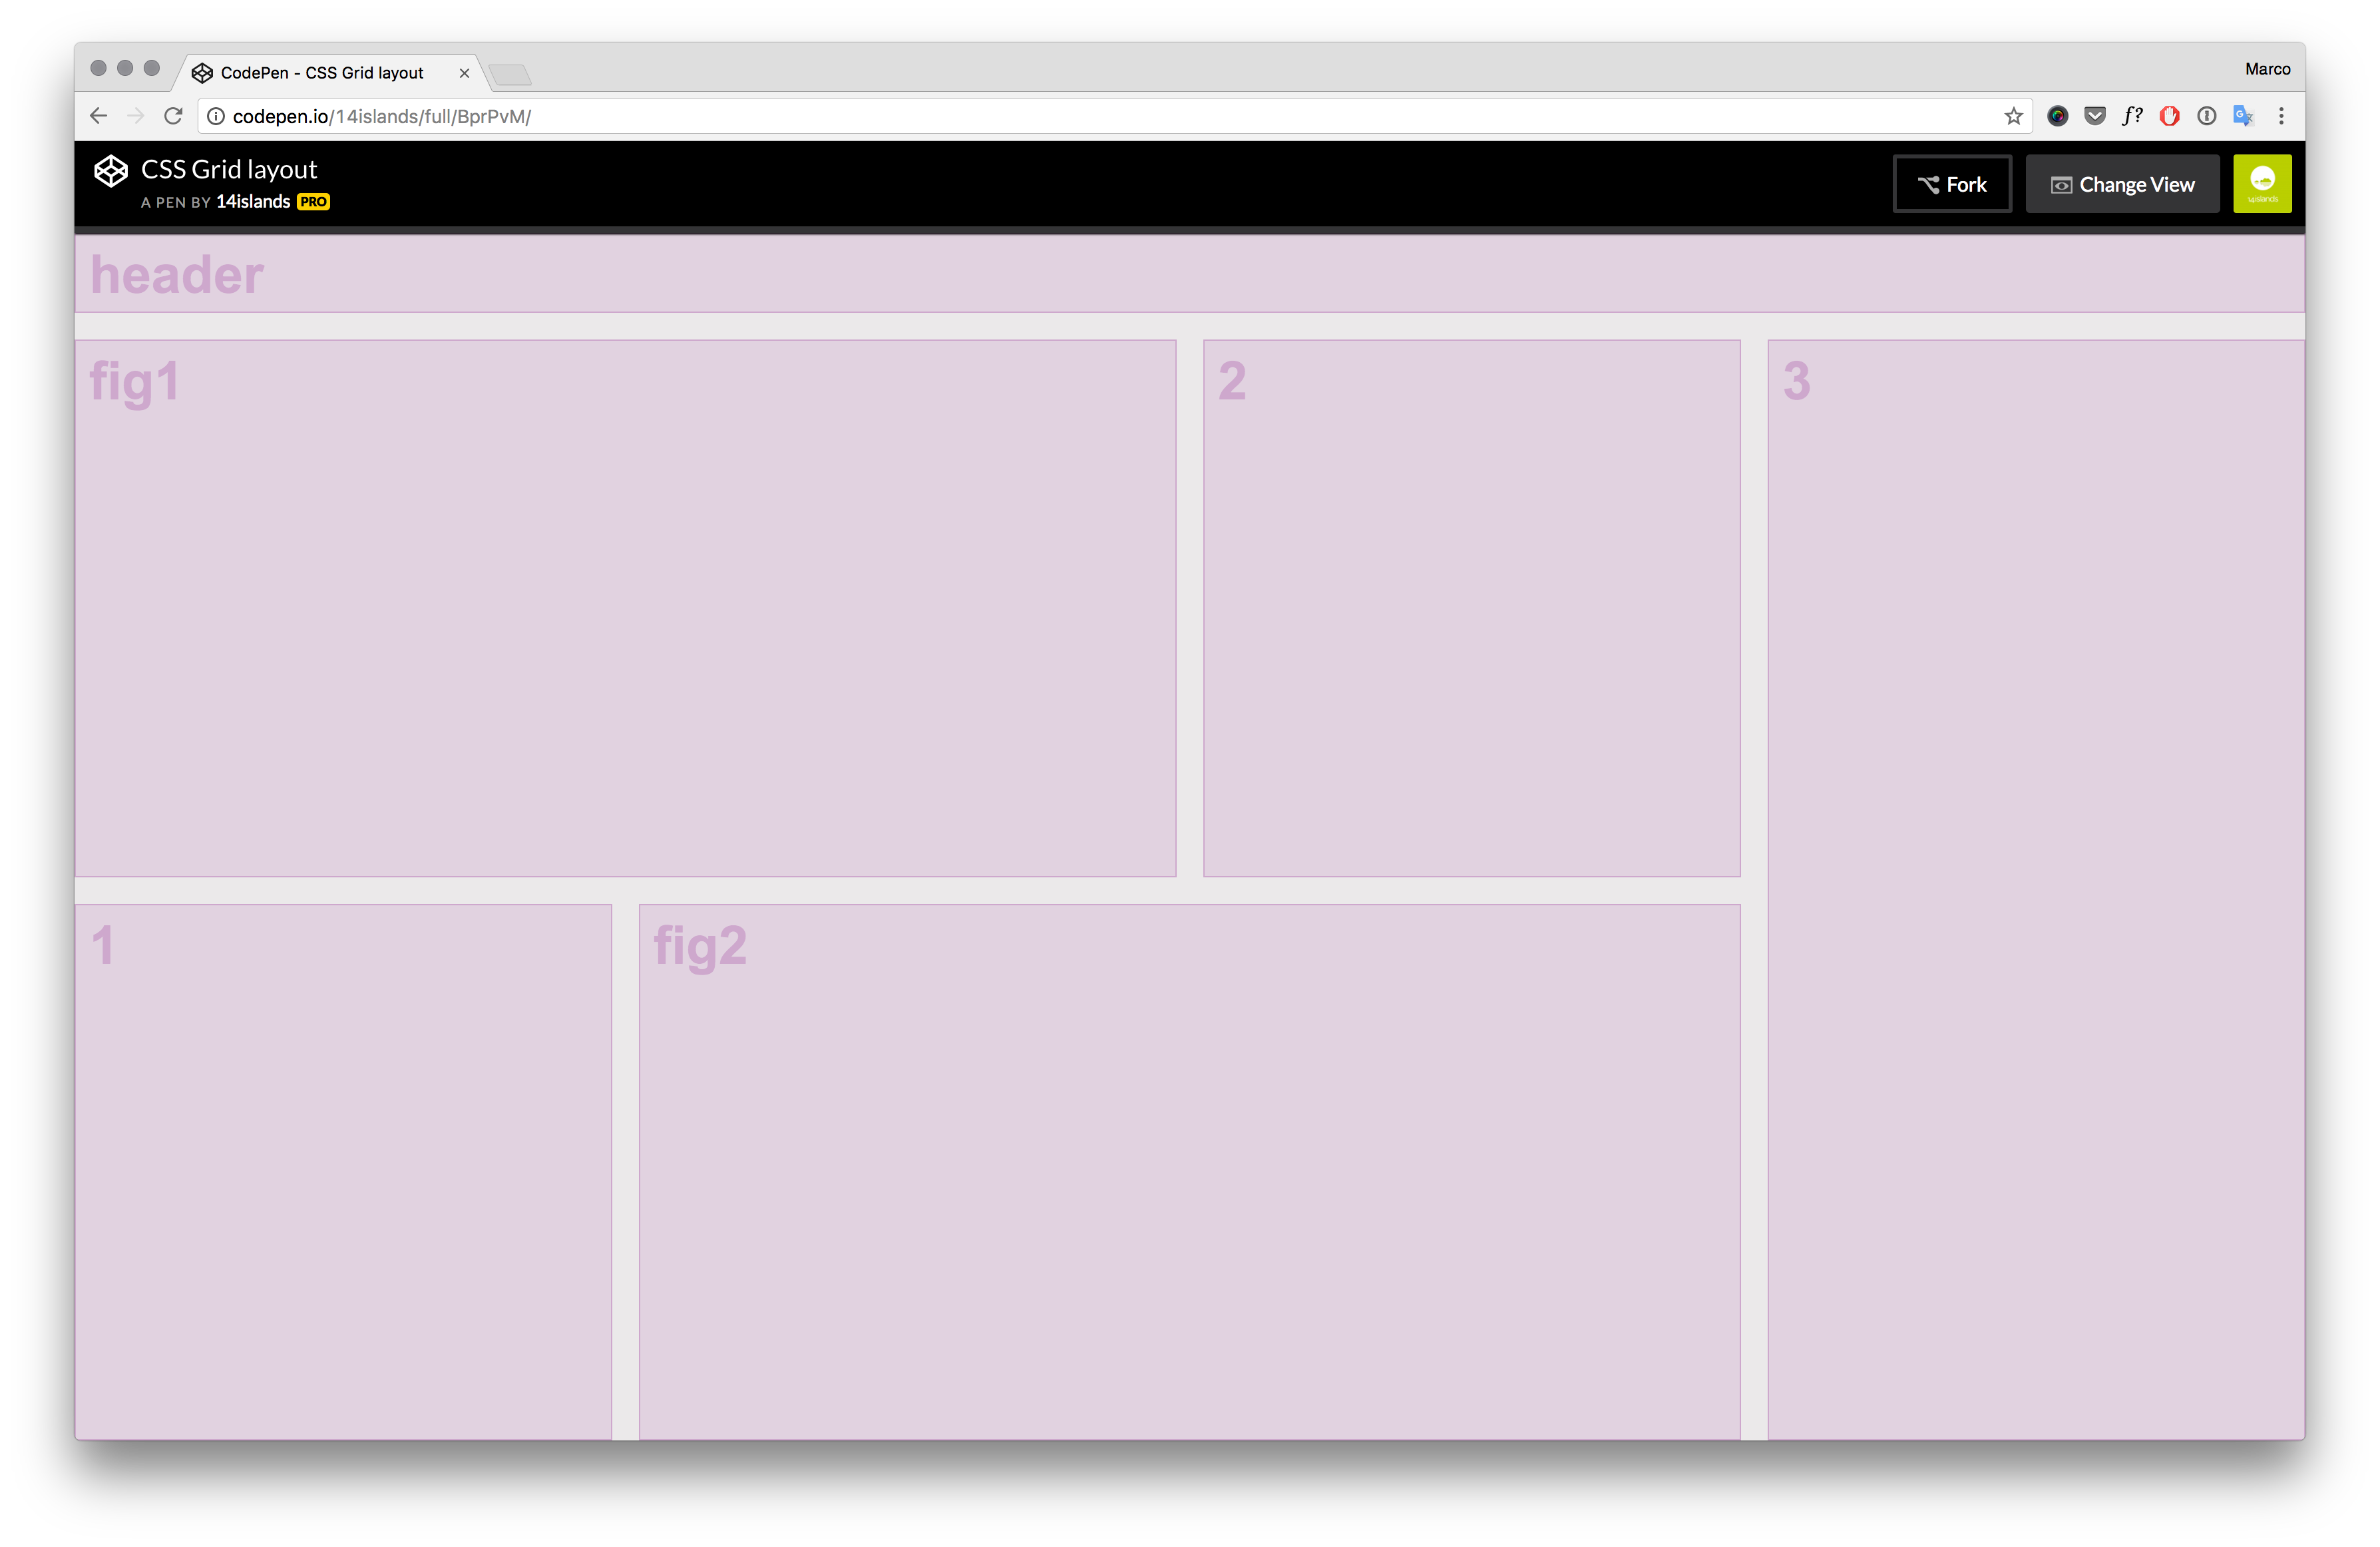 CodePen - CSS Grid layout
Marco
codepen.io/14islands/full/BprPvM/
f?
CSS Grid layout
A PEN BY 14islands PRO
Fork
Change View
14islands
header
fig1
2
3
1
fig2